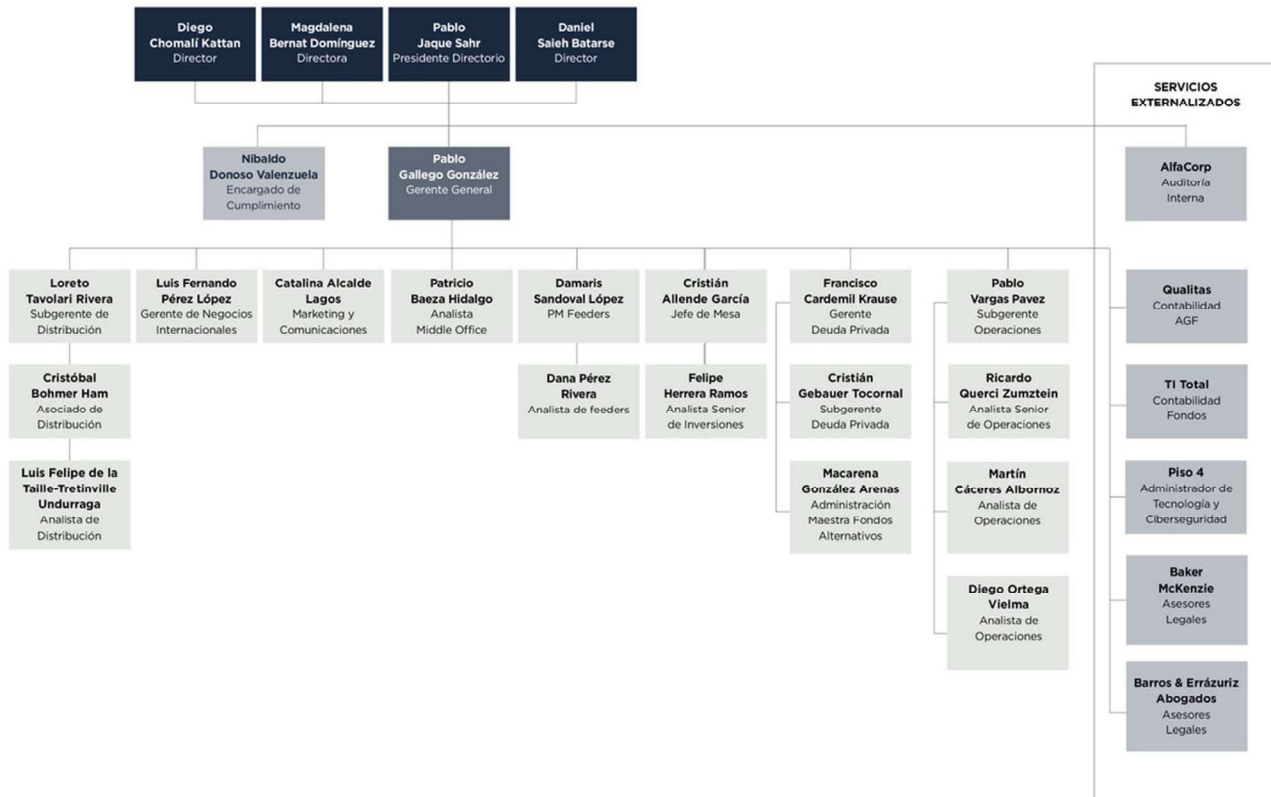 Diego
Chomalí Kattan
Director
Magdalena
Bernat Domínguez
Directora
Pablo
Jaque Sahr
Presidente Directorio
Daniel
Saieh Batarse
Director
SERVICIOS
EXTERNALIZADOS
Nibaldo
Donoso Valenzuela
Encargado de
Cumplimiento
Pablo
Gallego González
Gerente General
AlfaCorp
Auditoría
Interna
Loreto
Tavolari Rivera
Subgerente de
Distribución
Luis Fernando
Pérez López
Gerente de Negocios
Internacionales
Catalina Alcalde
Lagos
Marketing y
Comunicaciones
Patricio
Baeza Hidalgo
Analista
Middle Office
Damaris
Sandoval López
PM Feeders
Cristián
Allende García
Jefe de Mesa
Francisco
Cardemil Krause
Gerente
Deuda Privada
Pablo
Vargas Pavez
Subgerente
Operaciones
Qualitas
Contabilidad
AGF
Cristóbal
Bohmer Ham
Asociado de
Distribución
Dana Pérez
Rivera
Analista de feeders
Felipe
Herrera Ramos
Analista Senior
de Inversiones
Cristián
Gebauer Tocornal
Subgerente
Deuda Privada
Ricardo
Querci Zumztein
Analista Senior
de Operaciones
TI Total
Contabilidad
Fondos
Luis Felipe de la
Taille-Tretinville
Undurraga
Analista de
Distribución
Macarena
González Arenas
Administración
Maestra Fondos
Alternativos
Martín
Cáceres Albornoz
Analista de
Operaciones
Piso 4
Administrador de
Tecnología y
Ciberseguridad
Diego Ortega
Vielma
Analista de
Operaciones
Baker
McKenzie
Asesores
Legales
Barros & Errázuriz
Abogados
Asesores
Legales